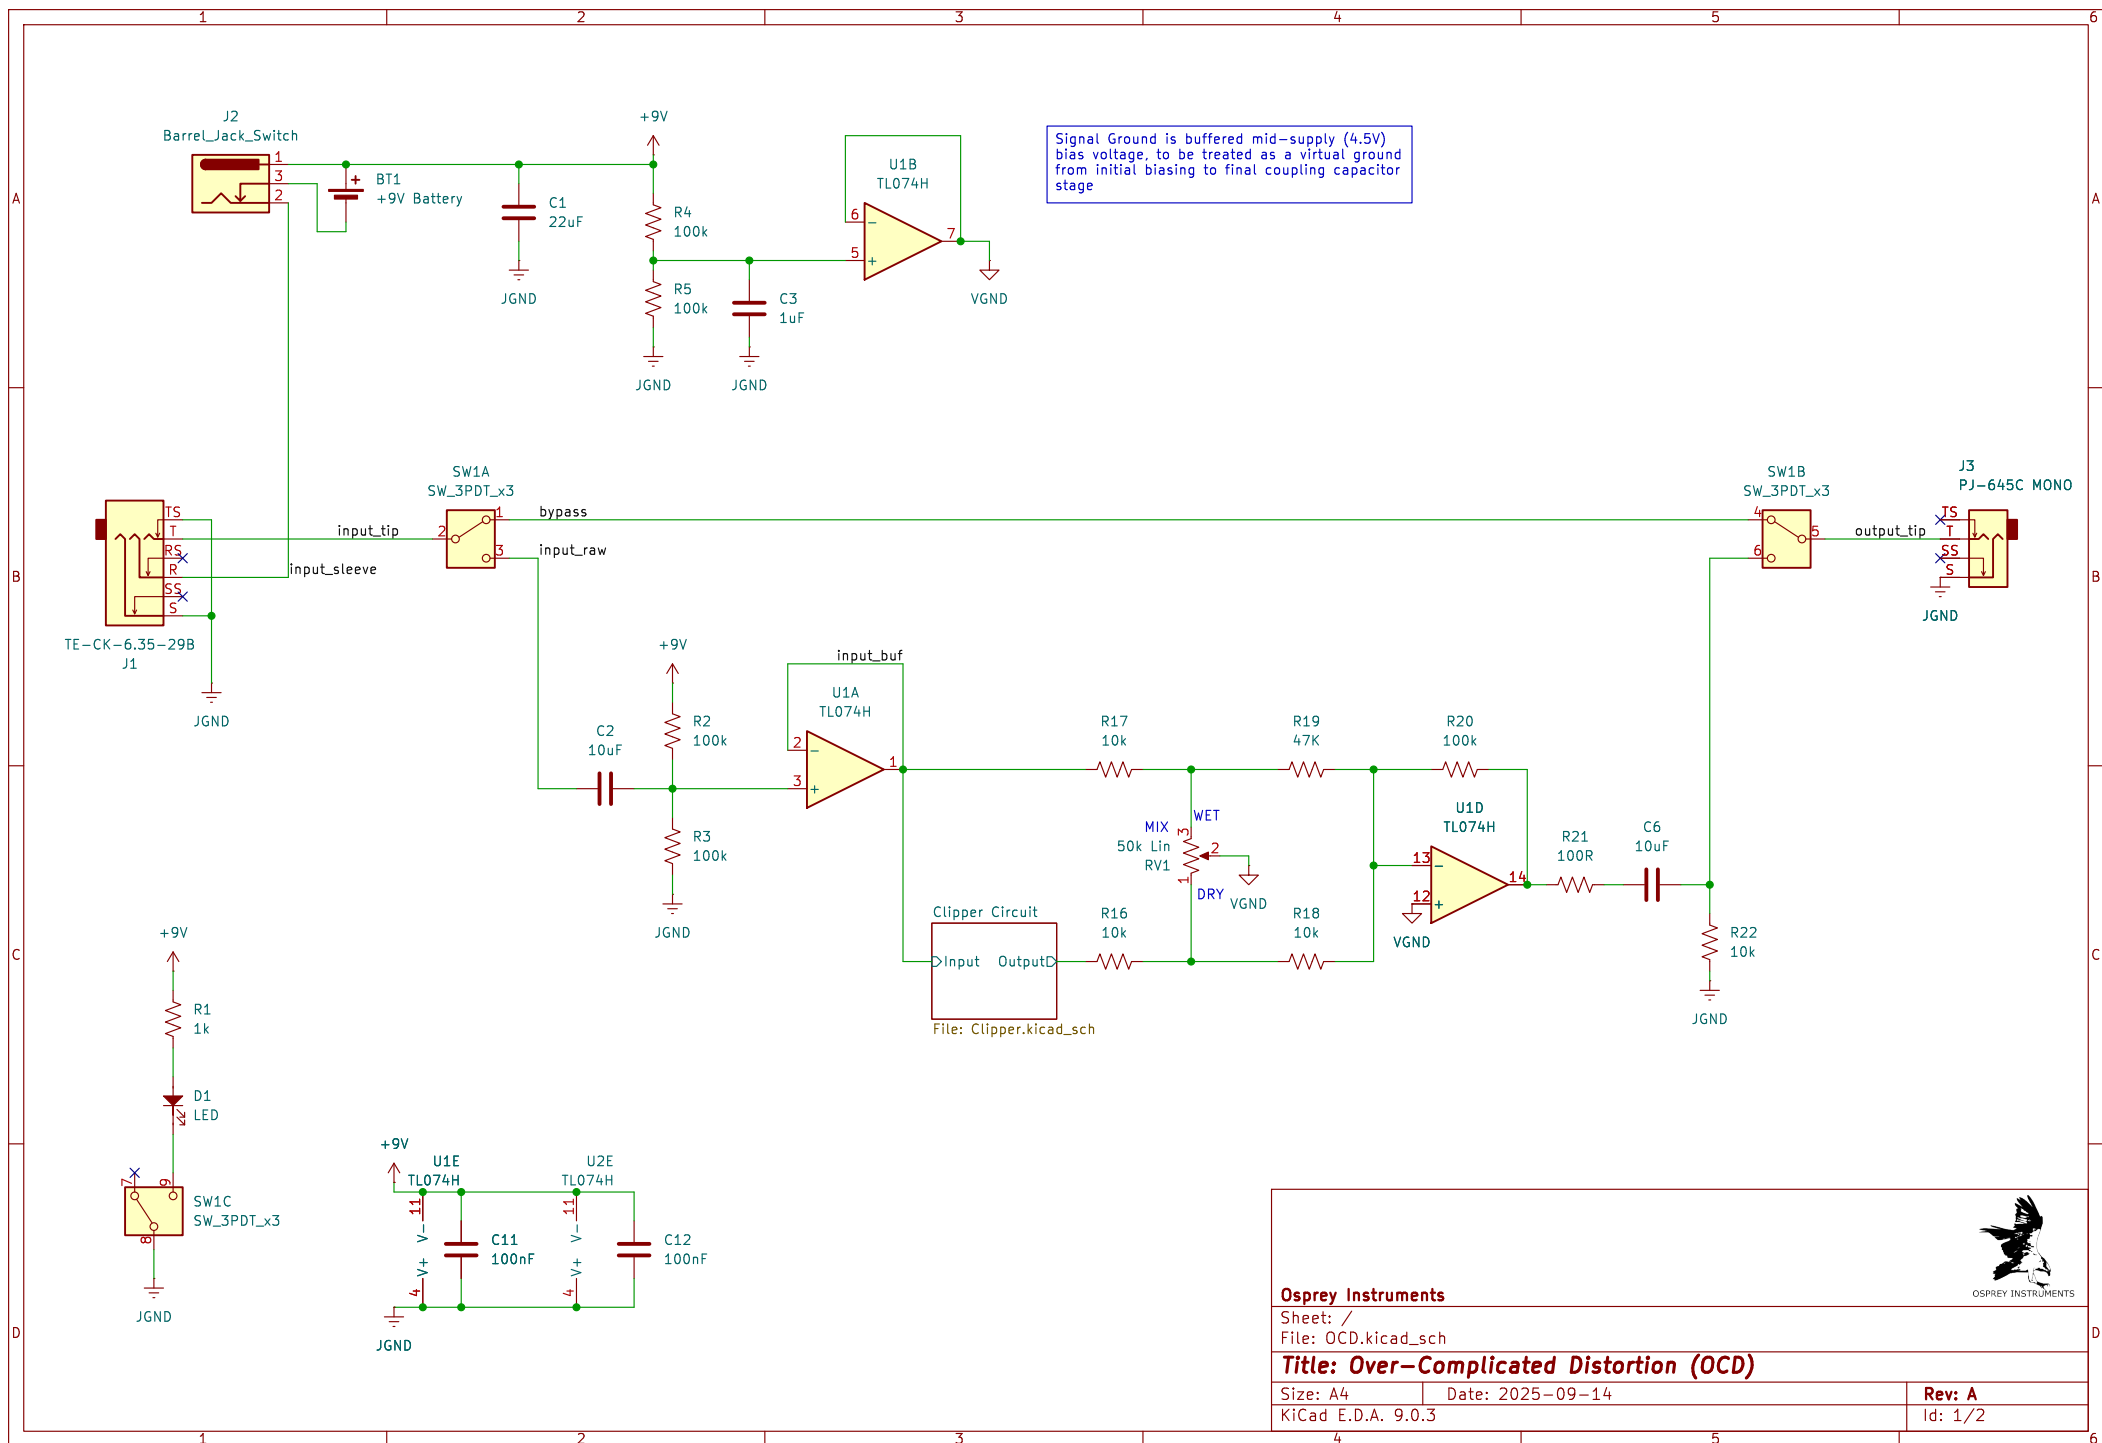 1 2 3 4 5 6
A
B
C
D
J2
Barrel_Jack_Switch
1
3
2
BT1
+9V Battery
C1
22uF
JGND
+9V
R4
100k
R5
100k
JGND
C3
1uF
JGND
U1B
TL074H
6
5
7
VGND
Signal Ground is buffered mid-supply (4.5V)
bias voltage, to be treated as a virtual ground
from initial biasing to final coupling capacitor
stage
TS
T
RS
R
SS
S
TE-CK-6.35-29B
J1
JGND
input_tip
input_sleeve
SW1A
SW_3PDT_x3
2
1
3
bypass
input_raw
SW1B
SW_3PDT_x3
4
6
5
output_tip
J3
PJ-645C MONO
TS
T
SS
S
JGND
C2
10uF
+9V
R2
100k
R3
100k
JGND
input_buf
U1A
TL074H
2
3
1
Clipper Circuit
Input Output
File: Clipper.kicad_sch
R17
10k
R16
10k
MIX
50k Lin
RV1
WET
3
2
1
DRY
VGND
R19
47K
R18
10k
R20
100k
U1D
TL074H
13
12
14
VGND
R21
100R
C6
10uF
R22
10k
JGND
+9V
R1
1k
D1
LED
7
9
8
SW1C
SW_3PDT_x3
JGND
+9V
U1E
TL074H
11
V-
V+
4
C11
100nF
U2E
TL074H
11
V-
V+
4
C12
100nF
JGND
OSPREY INSTRUMENTS
Osprey Instruments
Sheet: /
File: OCD.kicad_sch
Title: Over-Complicated Distortion (OCD)
Size: A4 Date: 2025-09-14 Rev: A
KiCad E.D.A. 9.0.3 Id: 1/2
A
B
C
D
1 2 3 4 5 6